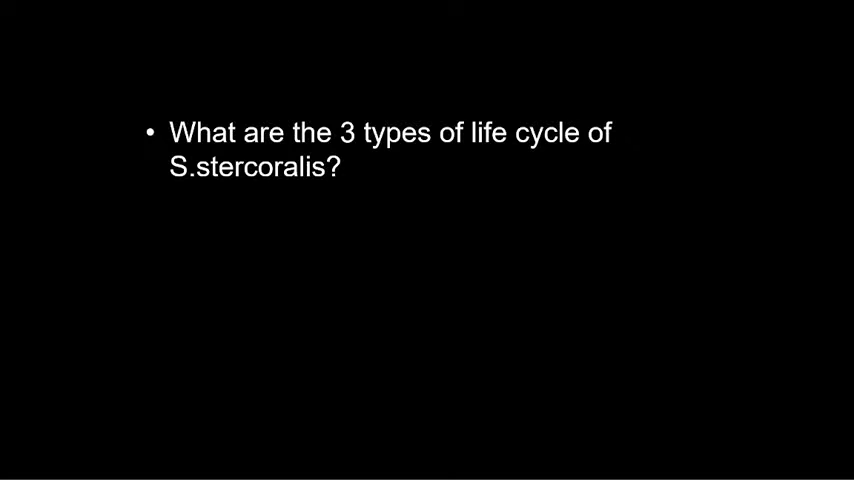 • What are the 3 types of life cycle of
S.stercoralis?